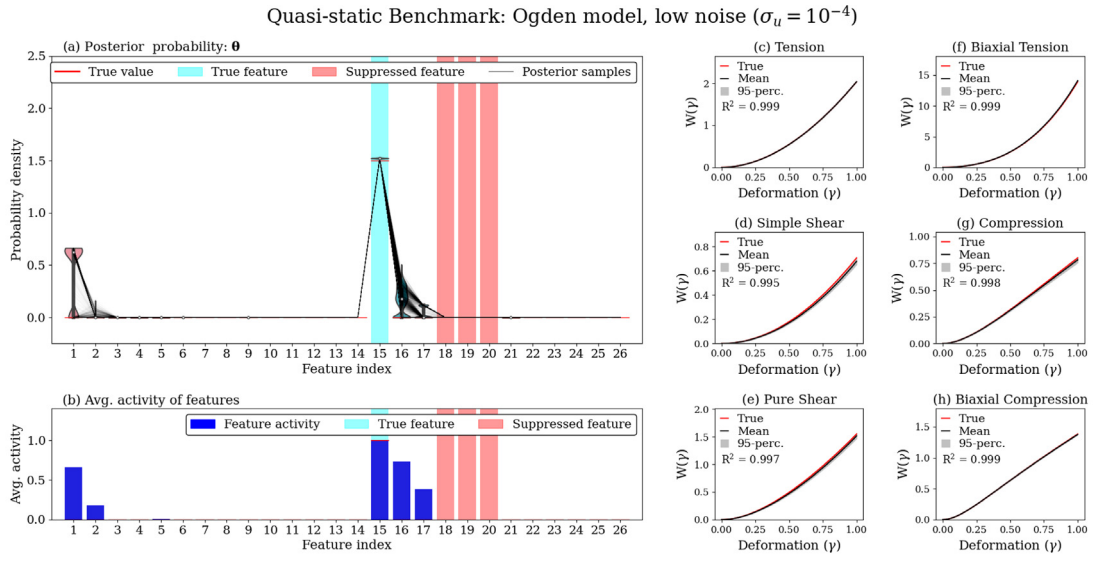 Quasi-static Benchmark: Ogden model, low noise (σᵤ = 10⁻⁴)
(a) Posterior probability: θ
True value
True feature
Suppressed feature
Posterior samples
Probability density
2.5
2.0
1.5
1.0
0.5
0.0
1 2 3 4 5 6 7 8 9 10 11 12 13 14 15 16 17 18 19 20 21 22 23 24 25 26
Feature index
(b) Avg. activity of features
Feature activity
True feature
Suppressed feature
Avg. activity
1.0
0.5
0.0
1 2 3 4 5 6 7 8 9 10 11 12 13 14 15 16 17 18 19 20 21 22 23 24 25 26
Feature index
(c) Tension
True
Mean
95-perc.
R² = 0.999
W(γ)
2
1
0
0.00 0.25 0.50 0.75 1.00
Deformation (γ)
(f) Biaxial Tension
True
Mean
95-perc.
R² = 0.999
W(γ)
15
10
5
0
0.00 0.25 0.50 0.75 1.00
Deformation (γ)
(d) Simple Shear
True
Mean
95-perc.
R² = 0.995
W(γ)
0.8
0.6
0.4
0.2
0.0
0.00 0.25 0.50 0.75 1.00
Deformation (γ)
(g) Compression
True
Mean
95-perc.
R² = 0.998
W(γ)
1.00
0.75
0.50
0.25
0.00
0.00 0.25 0.50 0.75 1.00
Deformation (γ)
(e) Pure Shear
True
Mean
95-perc.
R² = 0.997
W(γ)
2.0
1.5
1.0
0.5
0.0
0.00 0.25 0.50 0.75 1.00
Deformation (γ)
(h) Biaxial Compression
True
Mean
95-perc.
R² = 0.999
W(γ)
1.5
1.0
0.5
0.0
0.00 0.25 0.50 0.75 1.00
Deformation (γ)